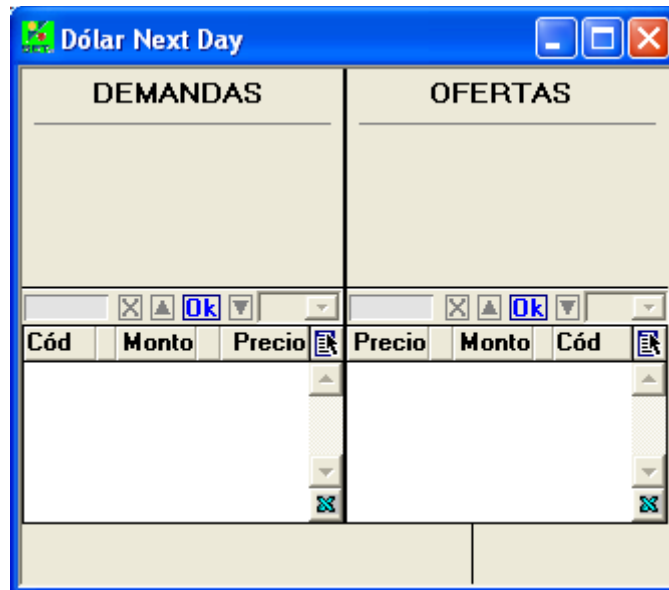 Dólar Next Day
DEMANDAS OFERTAS
Ok Ok
Cód Monto Precio Precio Monto Cód